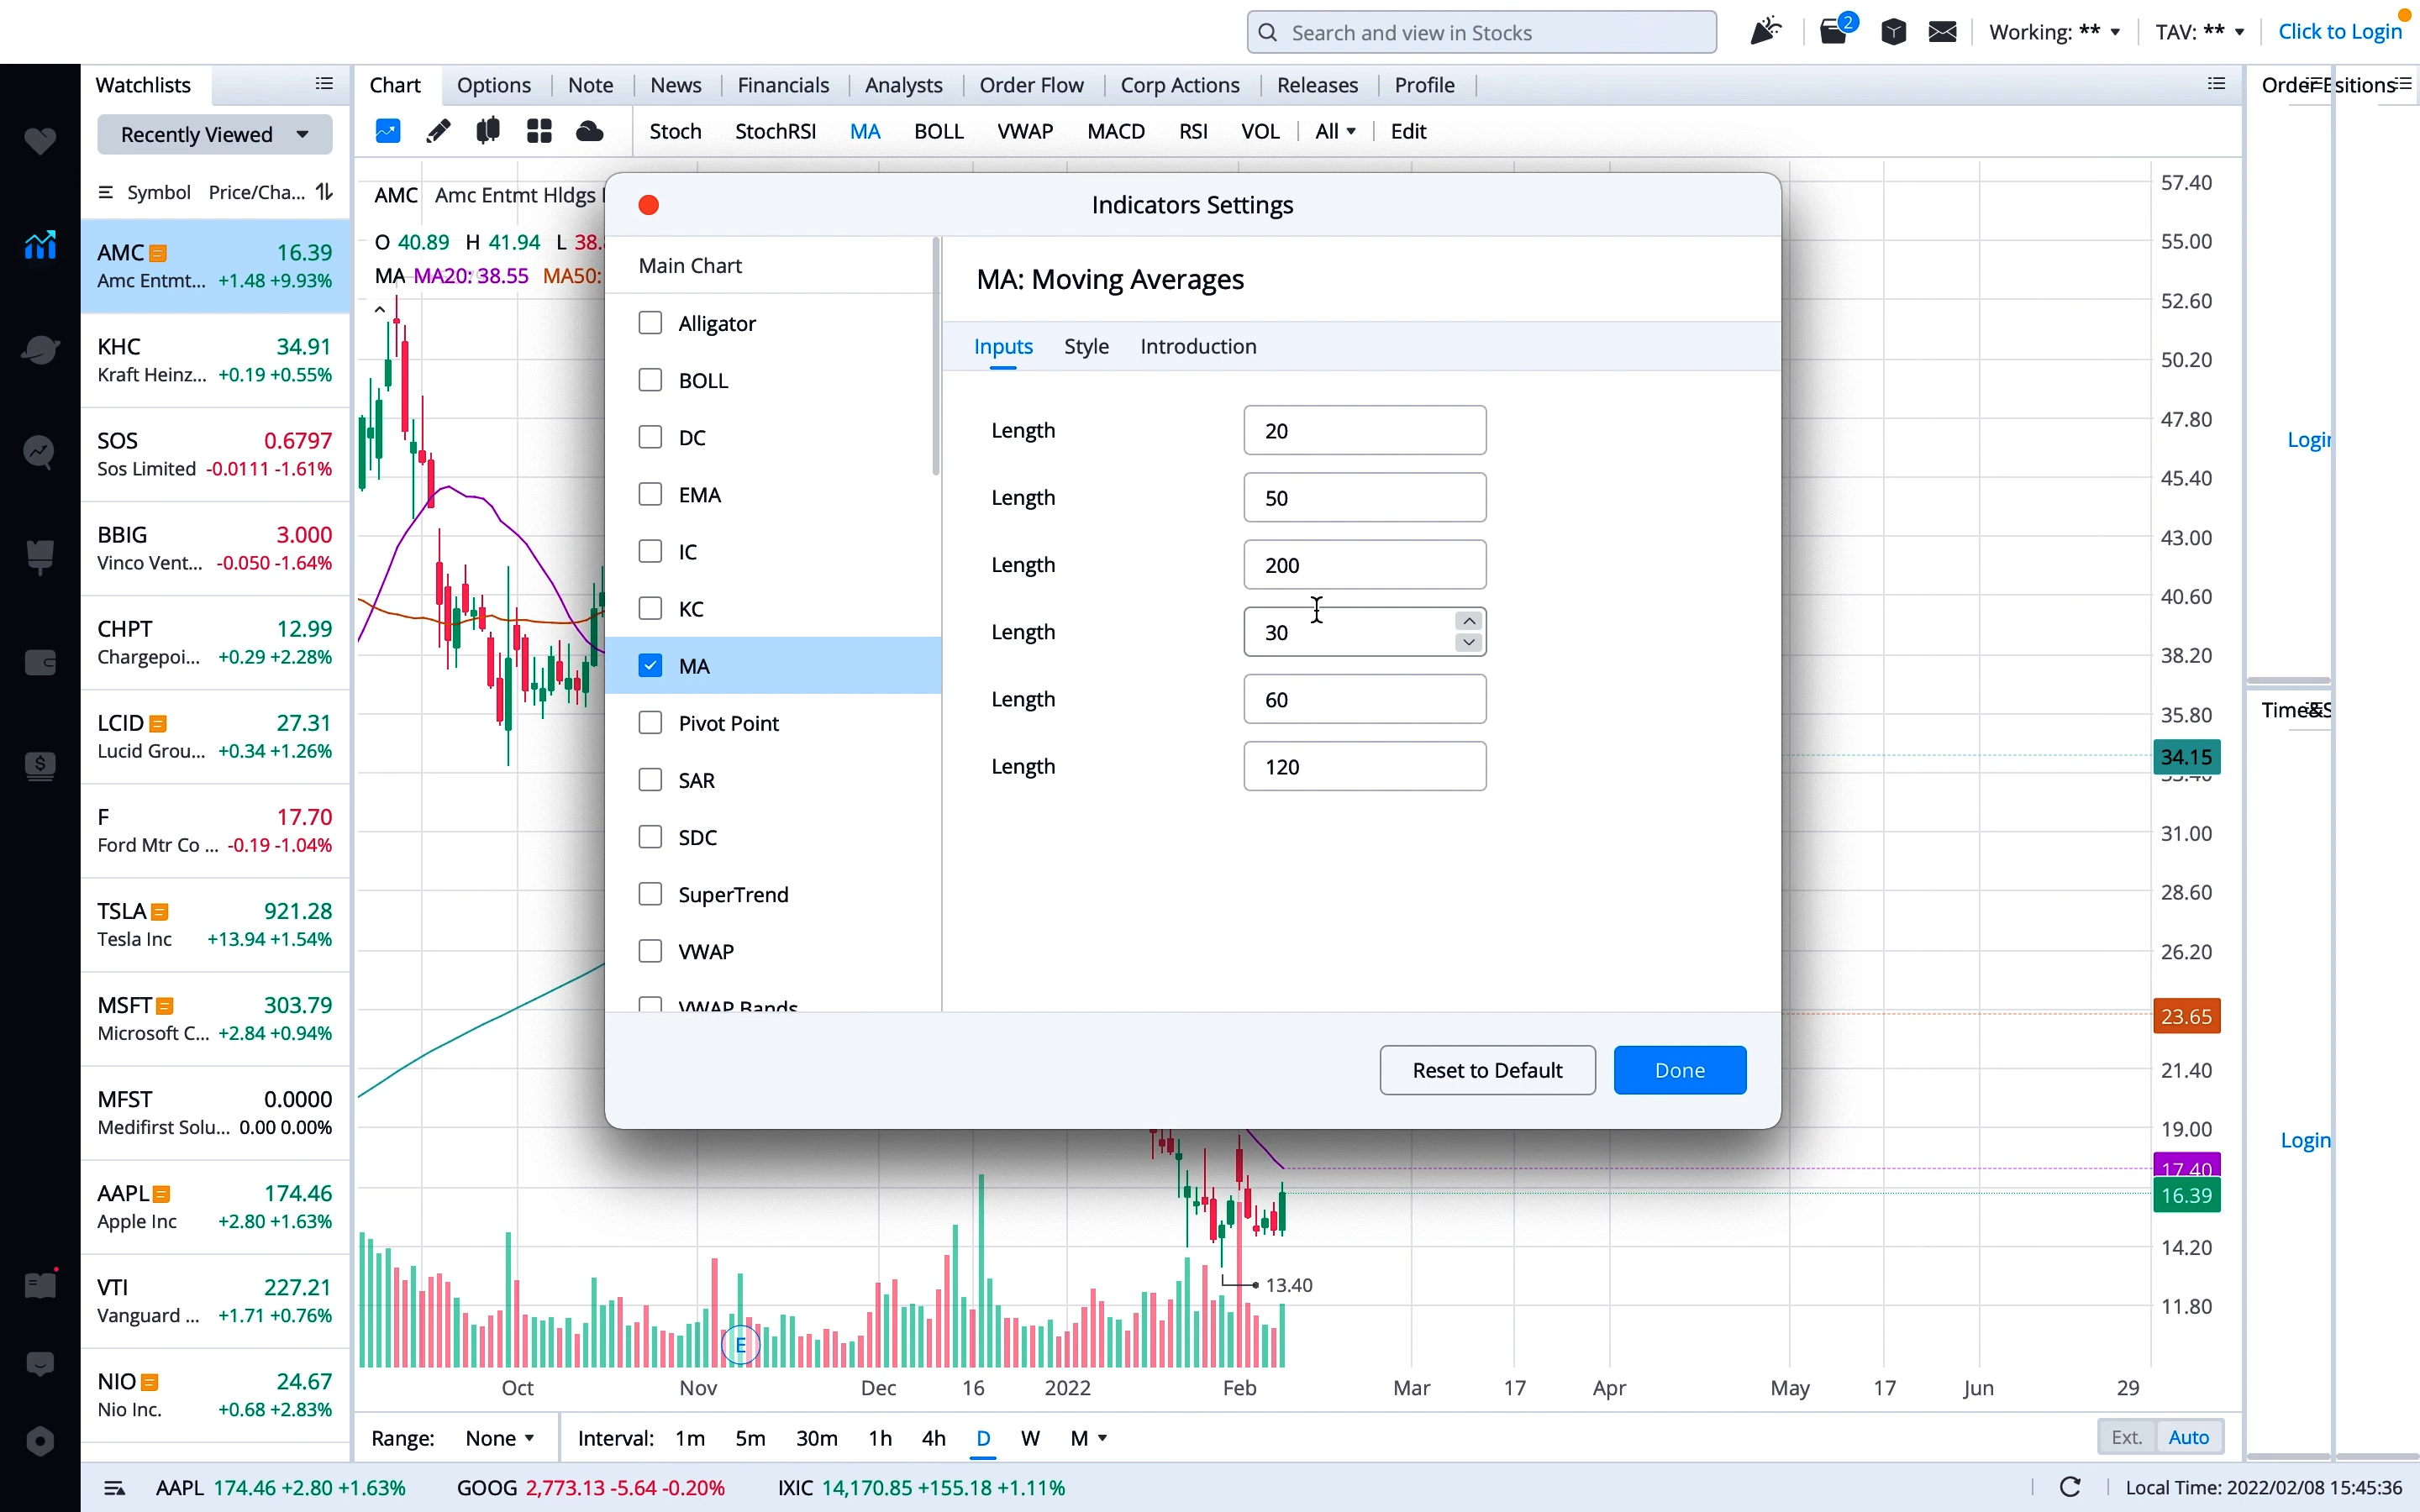 Search and view in Stocks
2
Working: **
TAV: **
Click to Login
Watchlists
Chart Options Note News Financials Analysts Order Flow Corp Actions Releases Profile
Recently Viewed
Stoch StochRSI MA BOLL VWAP MACD RSI VOL All Edit
Symbol Price/Cha...
AMC 16.39
Amc Entmt... +1.48 +9.93%
KHC 34.91
Kraft Heinz... +0.19 +0.55%
SOS 0.6797
Sos Limited -0.0111 -1.61%
BBIG 3.000
Vinco Vent... -0.050 -1.64%
CHPT 12.99
Chargepoi... +0.29 +2.28%
LCID 27.31
Lucid Grou... +0.34 +1.26%
F 17.70
Ford Mtr Co ... -0.19 -1.04%
TSLA 921.28
Tesla Inc +13.94 +1.54%
MSFT 303.79
Microsoft C... +2.84 +0.94%
MFST 0.0000
Medifirst Solu... 0.00 0.00%
AAPL 174.46
Apple Inc +2.80 +1.63%
VTI 227.21
Vanguard ... +1.71 +0.76%
NIO 24.67
Nio Inc. +0.68 +2.83%
AMC Amc Entmt Hldgs
O 40.89 H 41.94 L 38.
MA MA20: 38.55 MA50:
Indicators Settings
Main Chart
Alligator
BOLL
DC
EMA
IC
KC
MA
Pivot Point
SAR
SDC
SuperTrend
VWAP
VWAP Bands
MA: Moving Averages
Inputs Style Introduction
Length 20
Length 50
Length 200
Length 30
Length 60
Length 120
Reset to Default Done
57.40
55.00
52.60
50.20
47.80
45.40
43.00
40.60
38.20
35.80
34.15
33.40
31.00
28.60
26.20
23.65
21.40
19.00
17.40
16.39
14.20
11.80
13.40
E
Oct Nov Dec 16 2022 Feb Mar 17 Apr May 17 Jun 29
Range: None Interval: 1m 5m 30m 1h 4h D W M
Ext. Auto
Order E
sitions
Login
Time&S
Login
AAPL 174.46 +2.80 +1.63% GOOG 2,773.13 -5.64 -0.20% IXIC 14,170.85 +155.18 +1.11%
Local Time: 2022/02/08 15:45:36